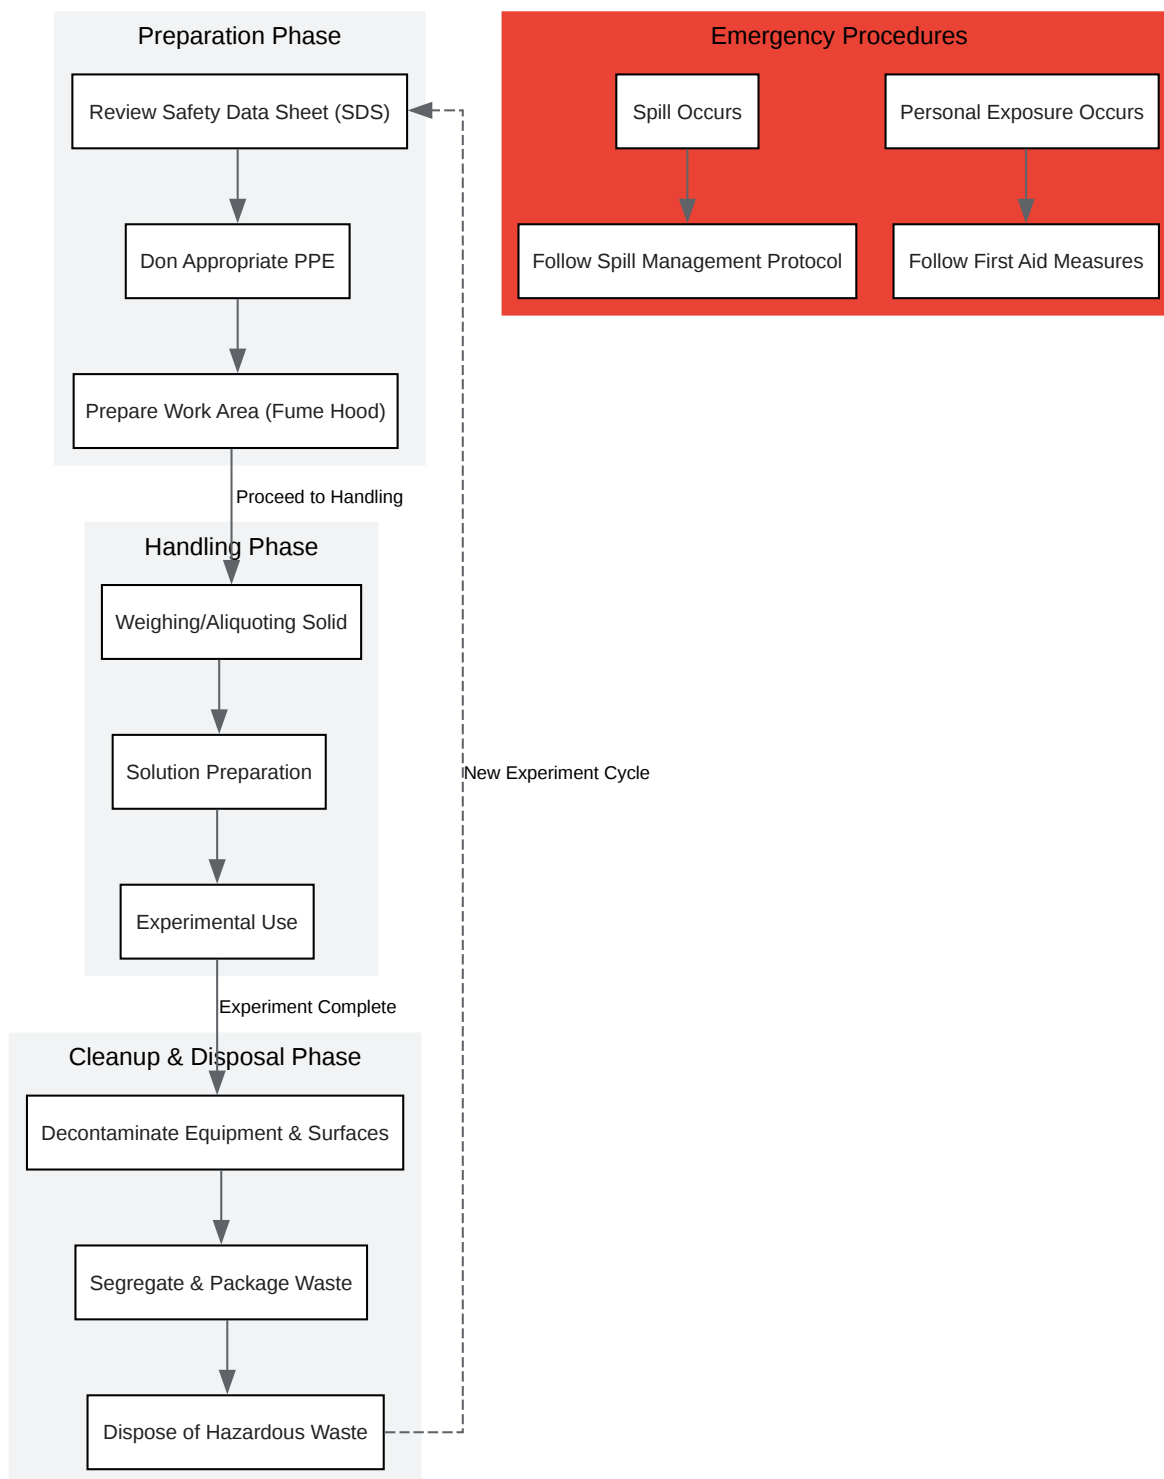 Preparation Phase
Review Safety Data Sheet (SDS)
Don Appropriate PPE
Prepare Work Area (Fume Hood)
Proceed to Handling
Handling Phase
Weighing/Aliquoting Solid
Solution Preparation
Experimental Use
Experiment Complete
Cleanup & Disposal Phase
Decontaminate Equipment & Surfaces
Segregate & Package Waste
Dispose of Hazardous Waste
New Experiment Cycle
Emergency Procedures
Spill Occurs
Follow Spill Management Protocol
Personal Exposure Occurs
Follow First Aid Measures